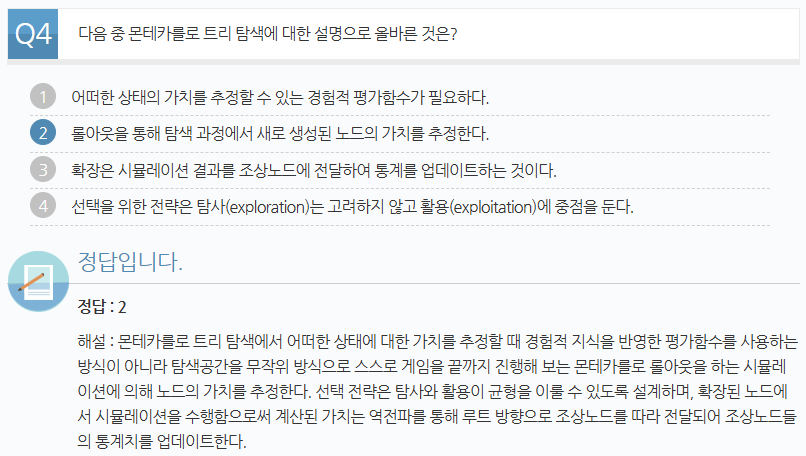 Q4 다음 중 몬테카를로 트리 탐색에 대한 설명으로 올바른 것은?
1 어떠한 상태의 가치를 추정할 수 있는 경험적 평가함수가 필요하다.
2 롤아웃을 통해 탐색 과정에서 새로 생성된 노드의 가치를 추정한다.
3 확장은 시뮬레이션 결과를 조상노드에 전달하여 통계를 업데이트하는 것이다.
4 선택을 위한 전략은 탐사(exploration)는 고려하지 않고 활용(exploitation)에 중점을 둔다.
정답입니다.
정답 : 2
해설 : 몬테카를로 트리 탐색에서 어떠한 상태에 대한 가치를 추정할 때 경험적 지식을 반영한 평가함수를 사용하는
방식이 아니라 탐색공간을 무작위 방식으로 스스로 게임을 끝까지 진행해 보는 몬테카를로 롤아웃을 하는 시뮬레
이션에 의해 노드의 가치를 추정한다. 선택 전략은 탐사와 활용이 균형을 이룰 수 있도록 설계하며, 확장된 노드에
서 시뮬레이션을 수행함으로써 계산된 가치는 역전파를 통해 루트 방향으로 조상노드를 따라 전달되어 조상노드들
의 통계치를 업데이트한다.